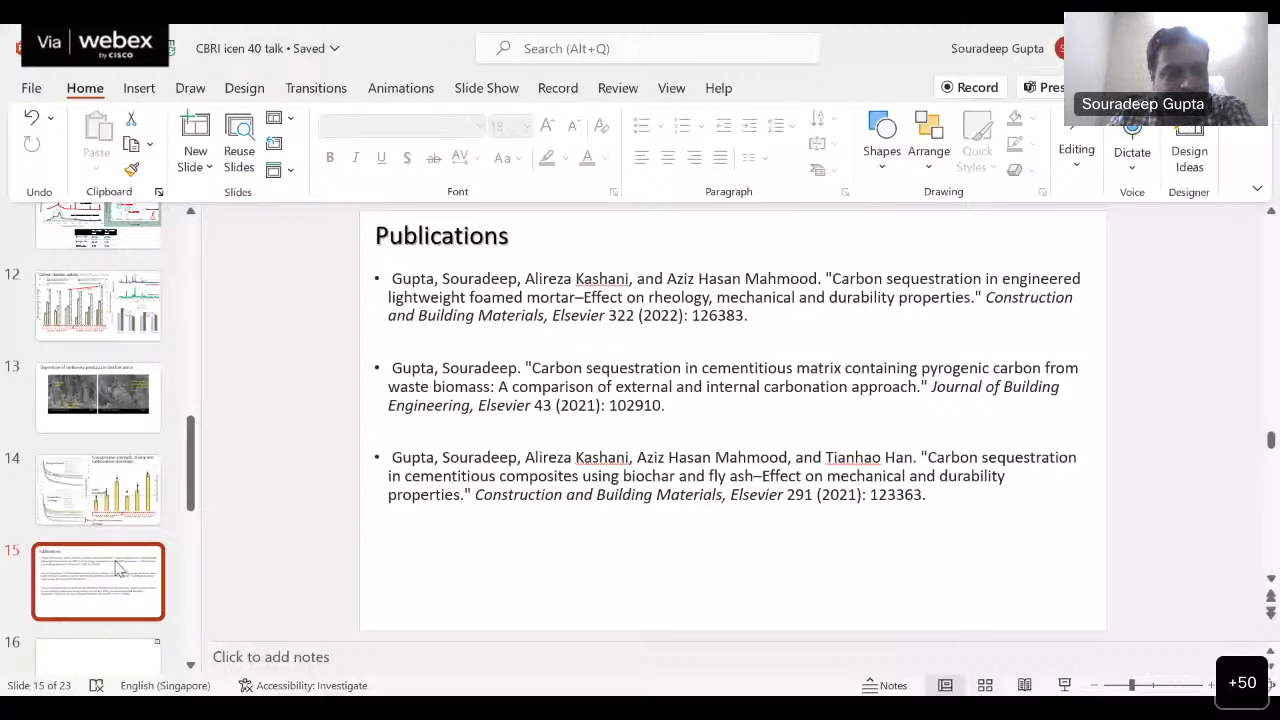 Via webex
by CISCO
CBRI icen 40 talk • Saved
Search (Alt+Q)
Souradeep Gupta
Souradeep Gupta
File Home Insert Draw Design Transitions Animations Slide Show Record Review View Help
Record
Pres
Paste
New
Slide
Reuse
Slides
18
B I U S ab AV Aa A
Shapes
Arrange
Quick
Styles
Editing
Dictate
Design
Ideas
Undo Clipboard Slides Font Paragraph Drawing Voice Designer
12
13
14
15
16
Publications
• Gupta, Souradeep, Alireza Kashani, and Aziz Hasan Mahmood. "Carbon sequestration in engineered
lightweight foamed mortar–Effect on rheology, mechanical and durability properties." Construction
and Building Materials, Elsevier 322 (2022): 126383.
• Gupta, Souradeep. "Carbon sequestration in cementitious matrix containing pyrogenic carbon from
waste biomass: A comparison of external and internal carbonation approach." Journal of Building
Engineering, Elsevier 43 (2021): 102910.
• Gupta, Souradeep, Alireza Kashani, Aziz Hasan Mahmood, and Tianhao Han. "Carbon sequestration
in cementitious composites using biochar and fly ash–Effect on mechanical and durability
properties." Construction and Building Materials, Elsevier 291 (2021): 123363.
Click to add notes
Slide 15 of 23
English (Singapore)
Accessibility: Investigate
Notes
+50